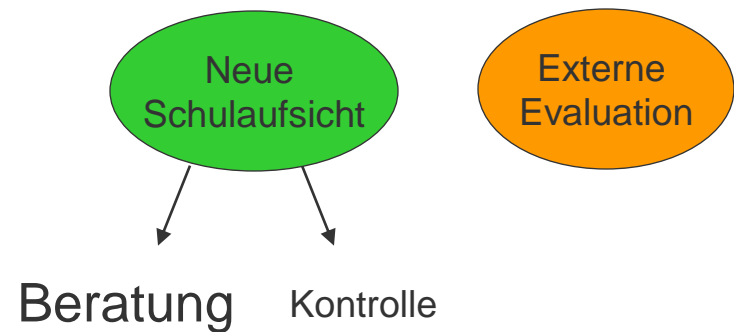 Neue
Schulaufsicht
Externe
Evaluation
Beratung
Kontrolle